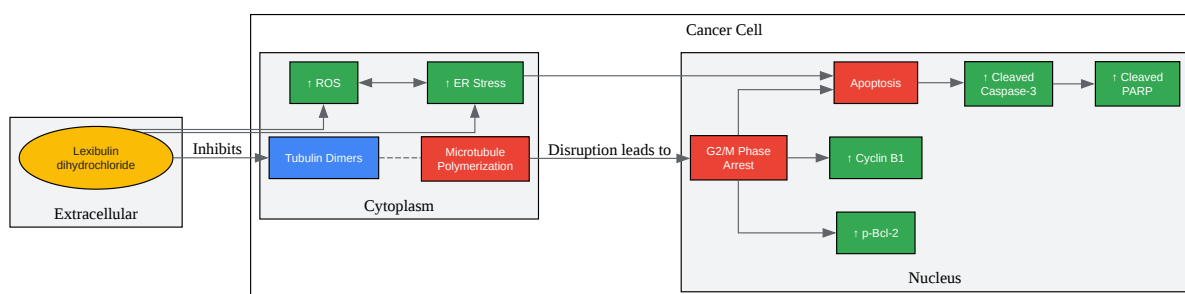 Cancer Cell
↑ ROS
↑ ER Stress
Apoptosis
↑ Cleaved
Caspase-3
↑ Cleaved
PARP
Lexibulin
dihydrochloride
Inhibits
Tubulin Dimers
Microtubule
Polymerization
Disruption leads to
G2/M Phase
Arrest
↑ Cyclin B1
Extracellular
Cytoplasm
↑ p-Bcl-2
Nucleus